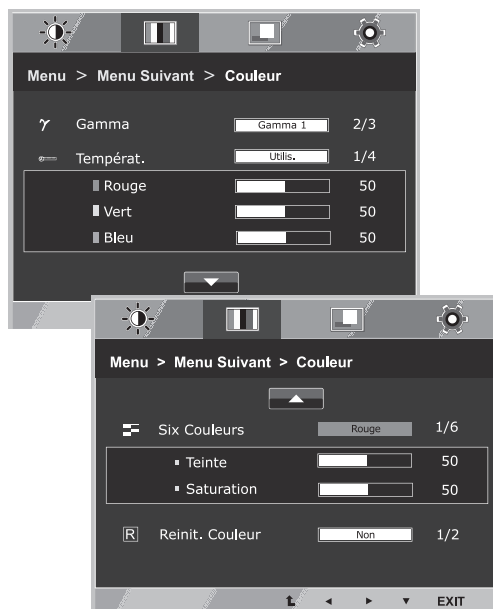 Menu > Menu Suivant > Couleur
γ Gamma Gamma 1 2/3
Températ. Utilis. 1/4
Rouge 50
Vert 50
Bleu 50
Menu > Menu Suivant > Couleur
Six Couleurs Rouge 1/6
Teinte 50
Saturation 50
R Reinit. Couleur Non 1/2
EXIT